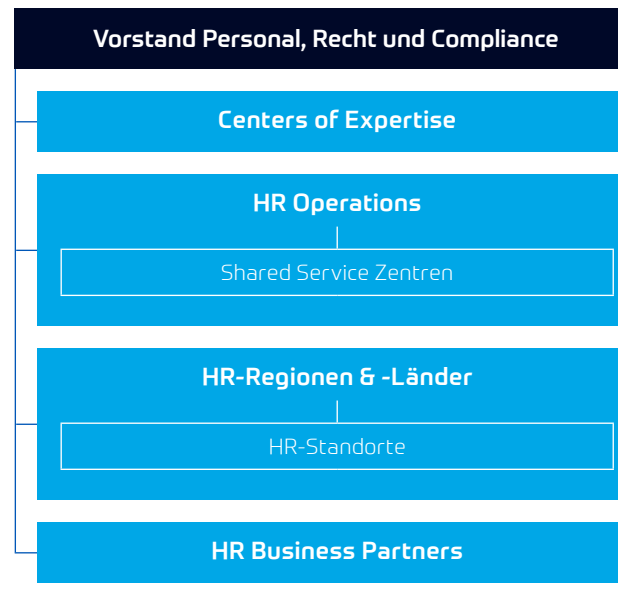 Vorstand Personal, Recht und Compliance
Centers of Expertise
HR Operations
Shared Service Zentren
HR-Regionen & -Länder
HR-Standorte
HR Business Partners